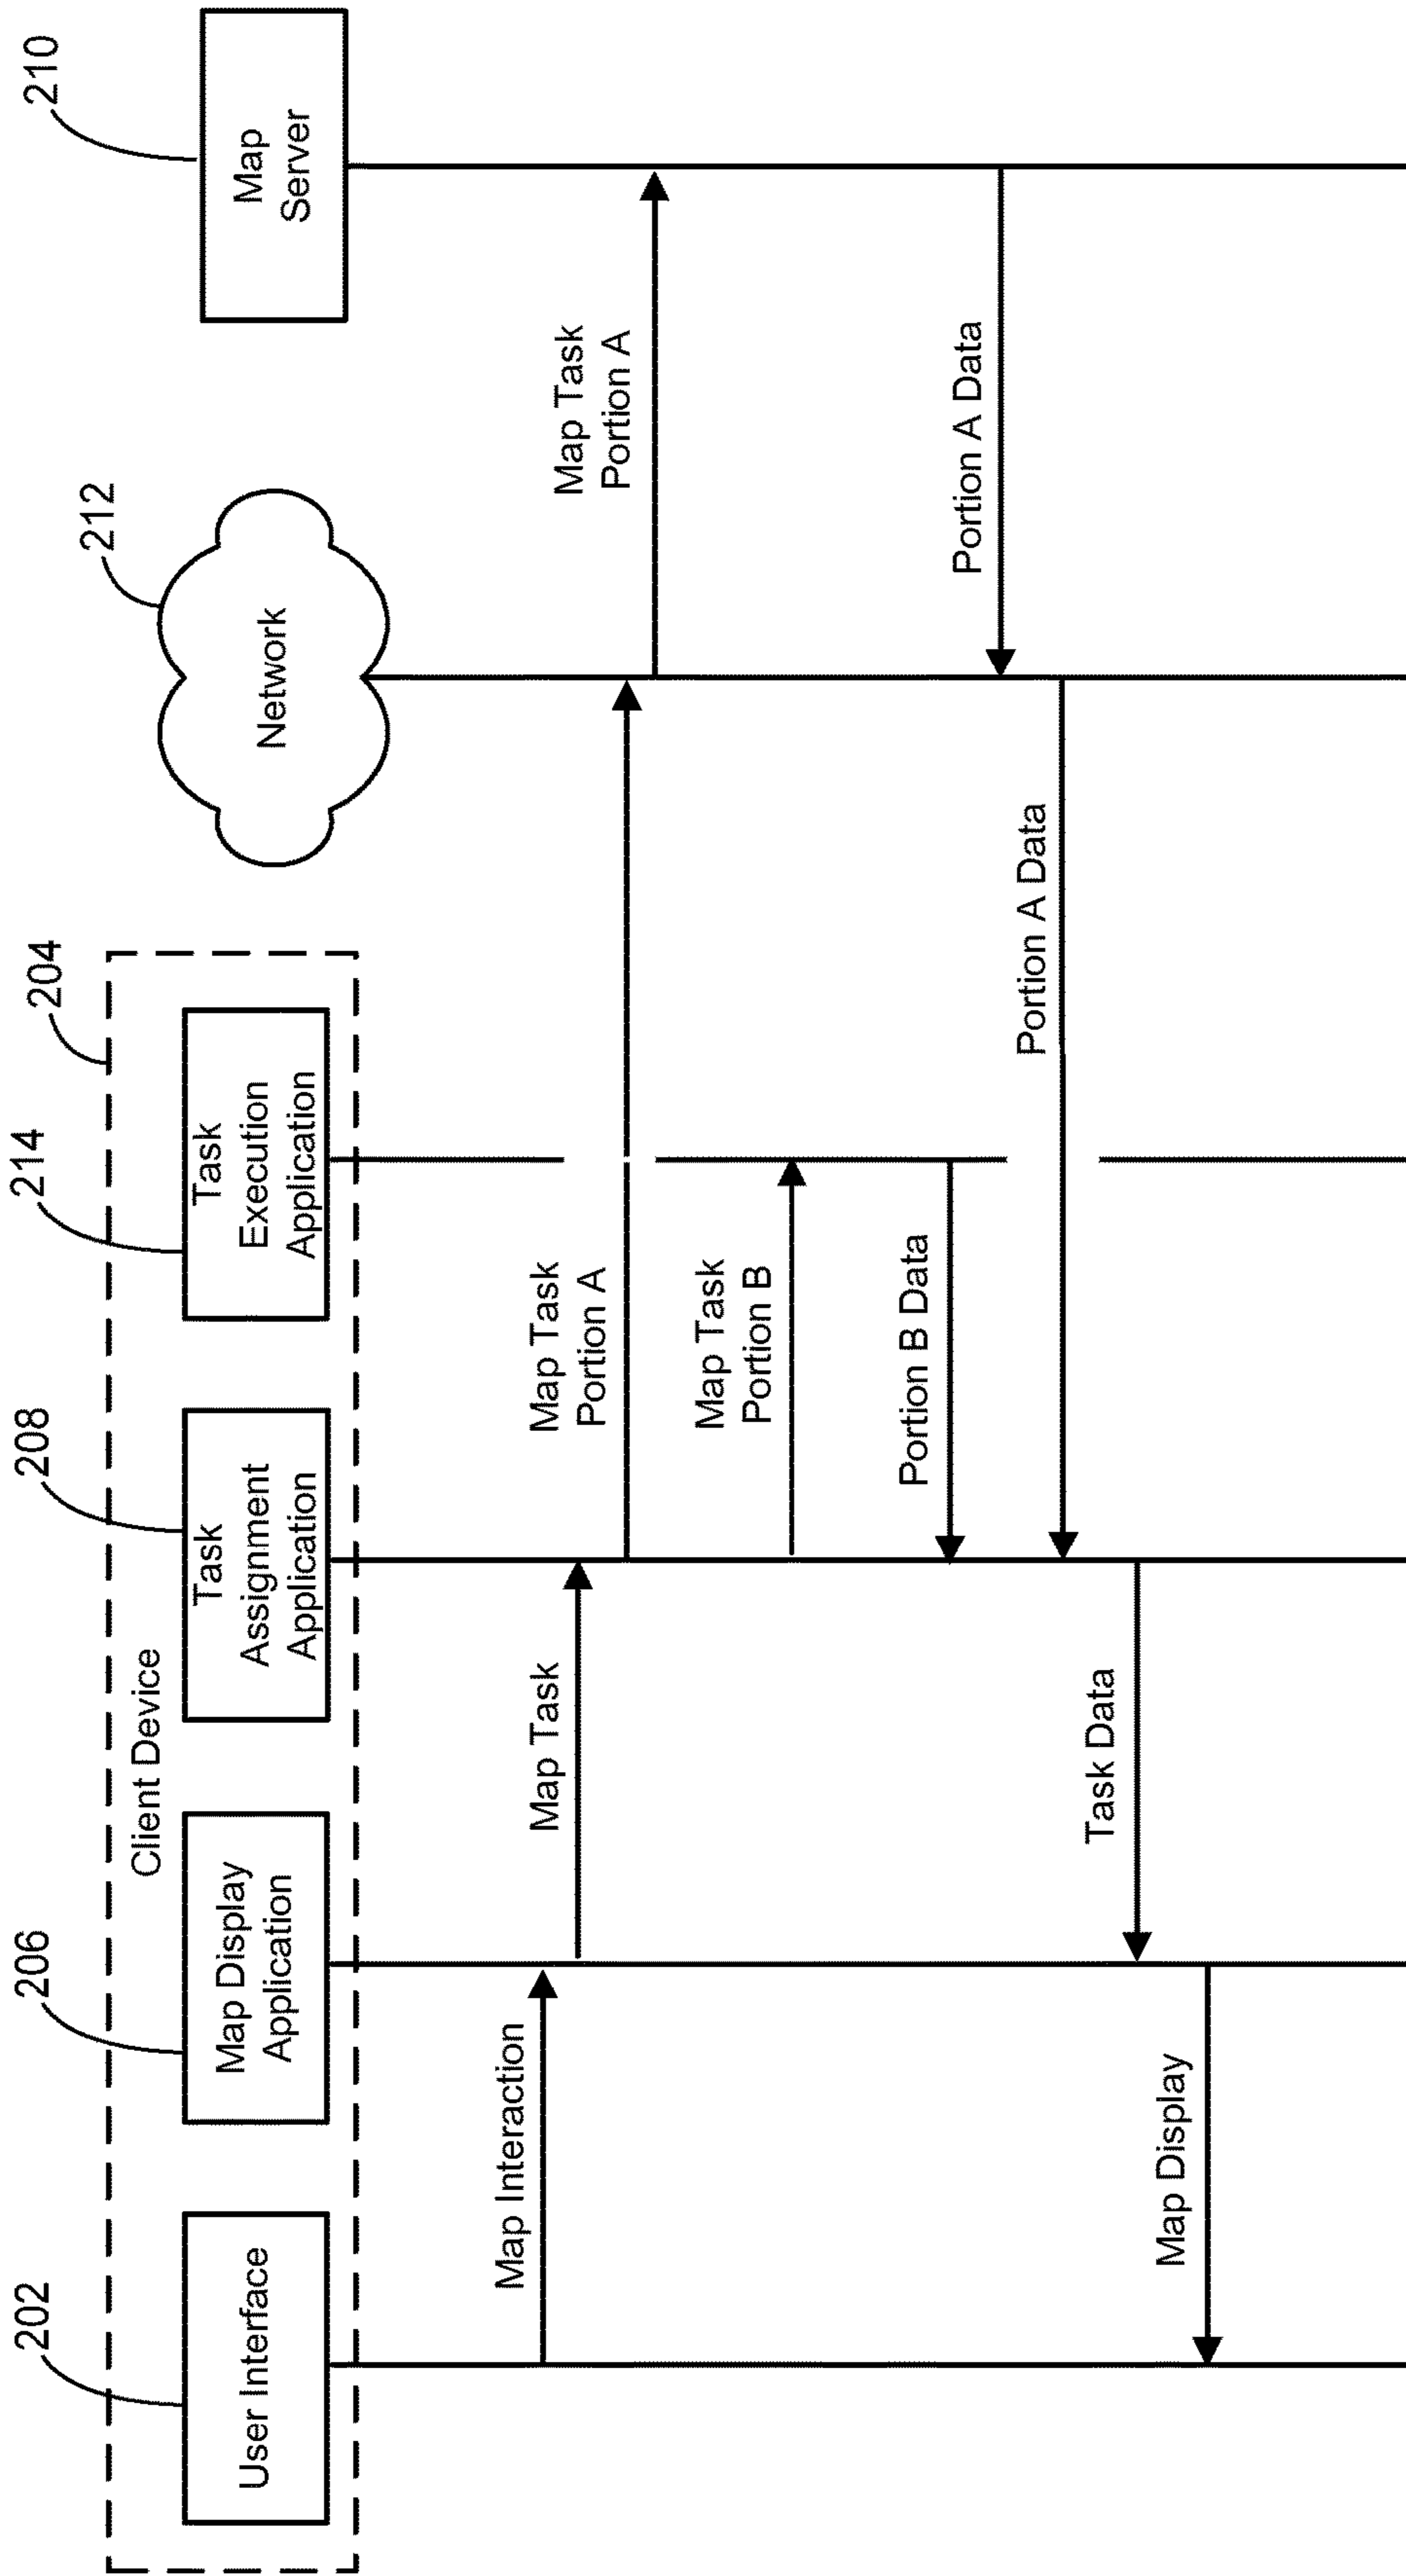 204
Client Device
202
User Interface
206
Map Display
Application
208
Task
Assignment
Application
214
Task
Execution
Application
212
Network
210
Map
Server
Map Interaction
Map Task
Map Task
Portion A
Map Task
Portion A
Map Task
Portion B
Portion B Data
Portion A Data
Portion A Data
Task Data
Map Display